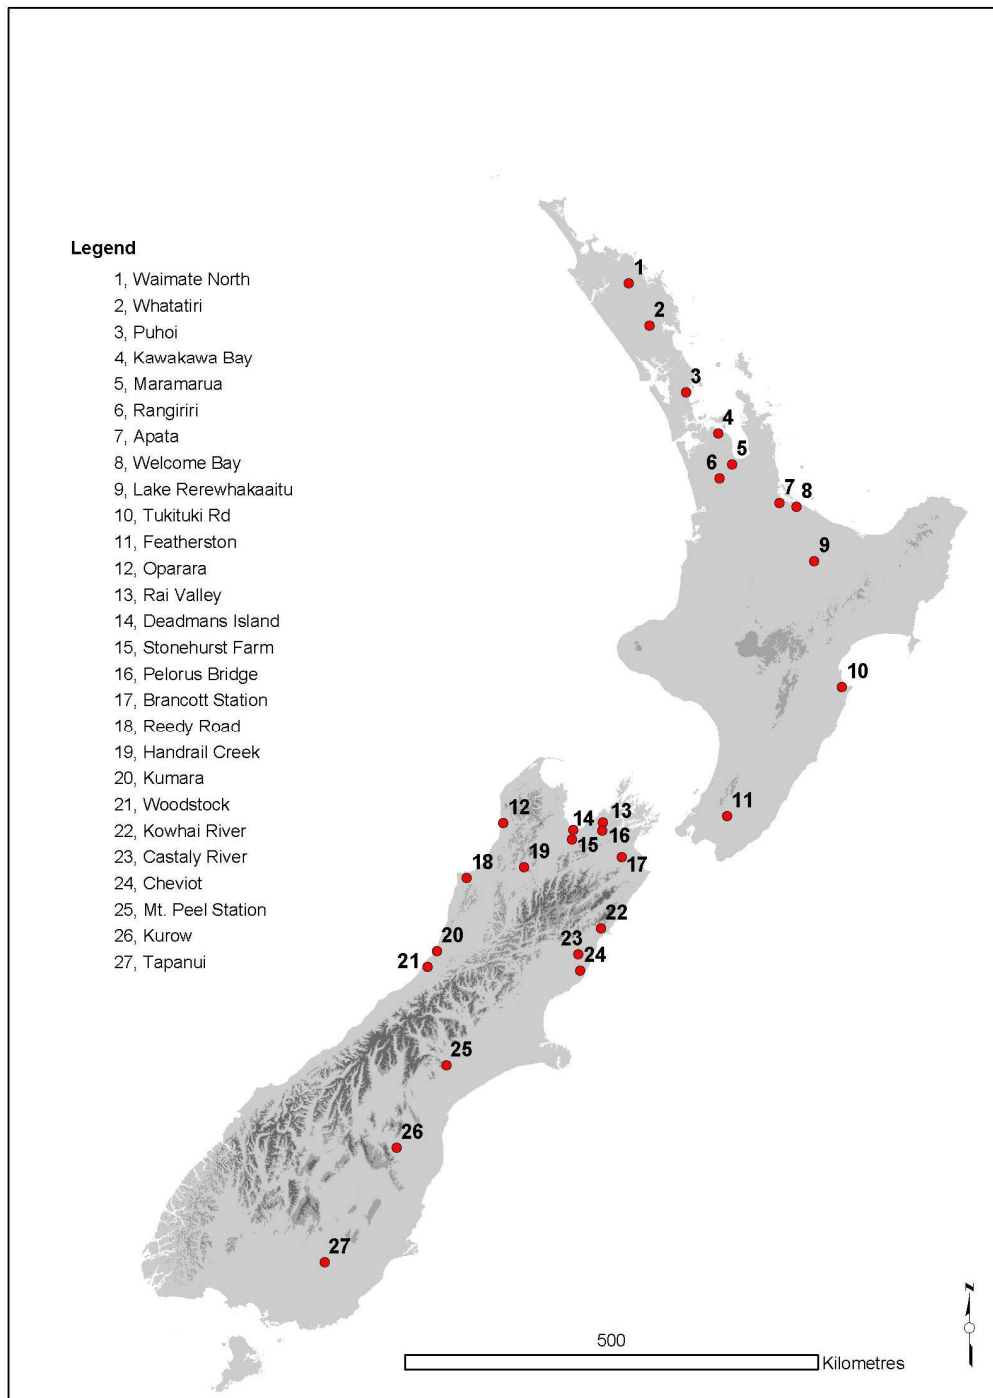 Legend
1, Waimate North
2, Whatatiri
3, Puhoi
4, Kawakawa Bay
5, Maramarua
6, Rangiriri
7, Apata
8, Welcome Bay
9, Lake Rerewhakaaitu
10, Tukituki Rd
11, Featherston
12, Oparara
13, Rai Valley
14, Deadmans Island
15, Stonehurst Farm
16, Pelorus Bridge
17, Brancott Station
18, Reedy Road
19, Handrail Creek
20, Kumara
21, Woodstock
22, Kowhai River
23, Castaly River
24, Cheviot
25, Mt. Peel Station
26, Kurow
27, Tapanui
1
2
3
4
5
6
7
8
9
10
11
12
13
14
15
16
17
18
19
20
21
22
23
24
25
26
27
N
500
Kilometres